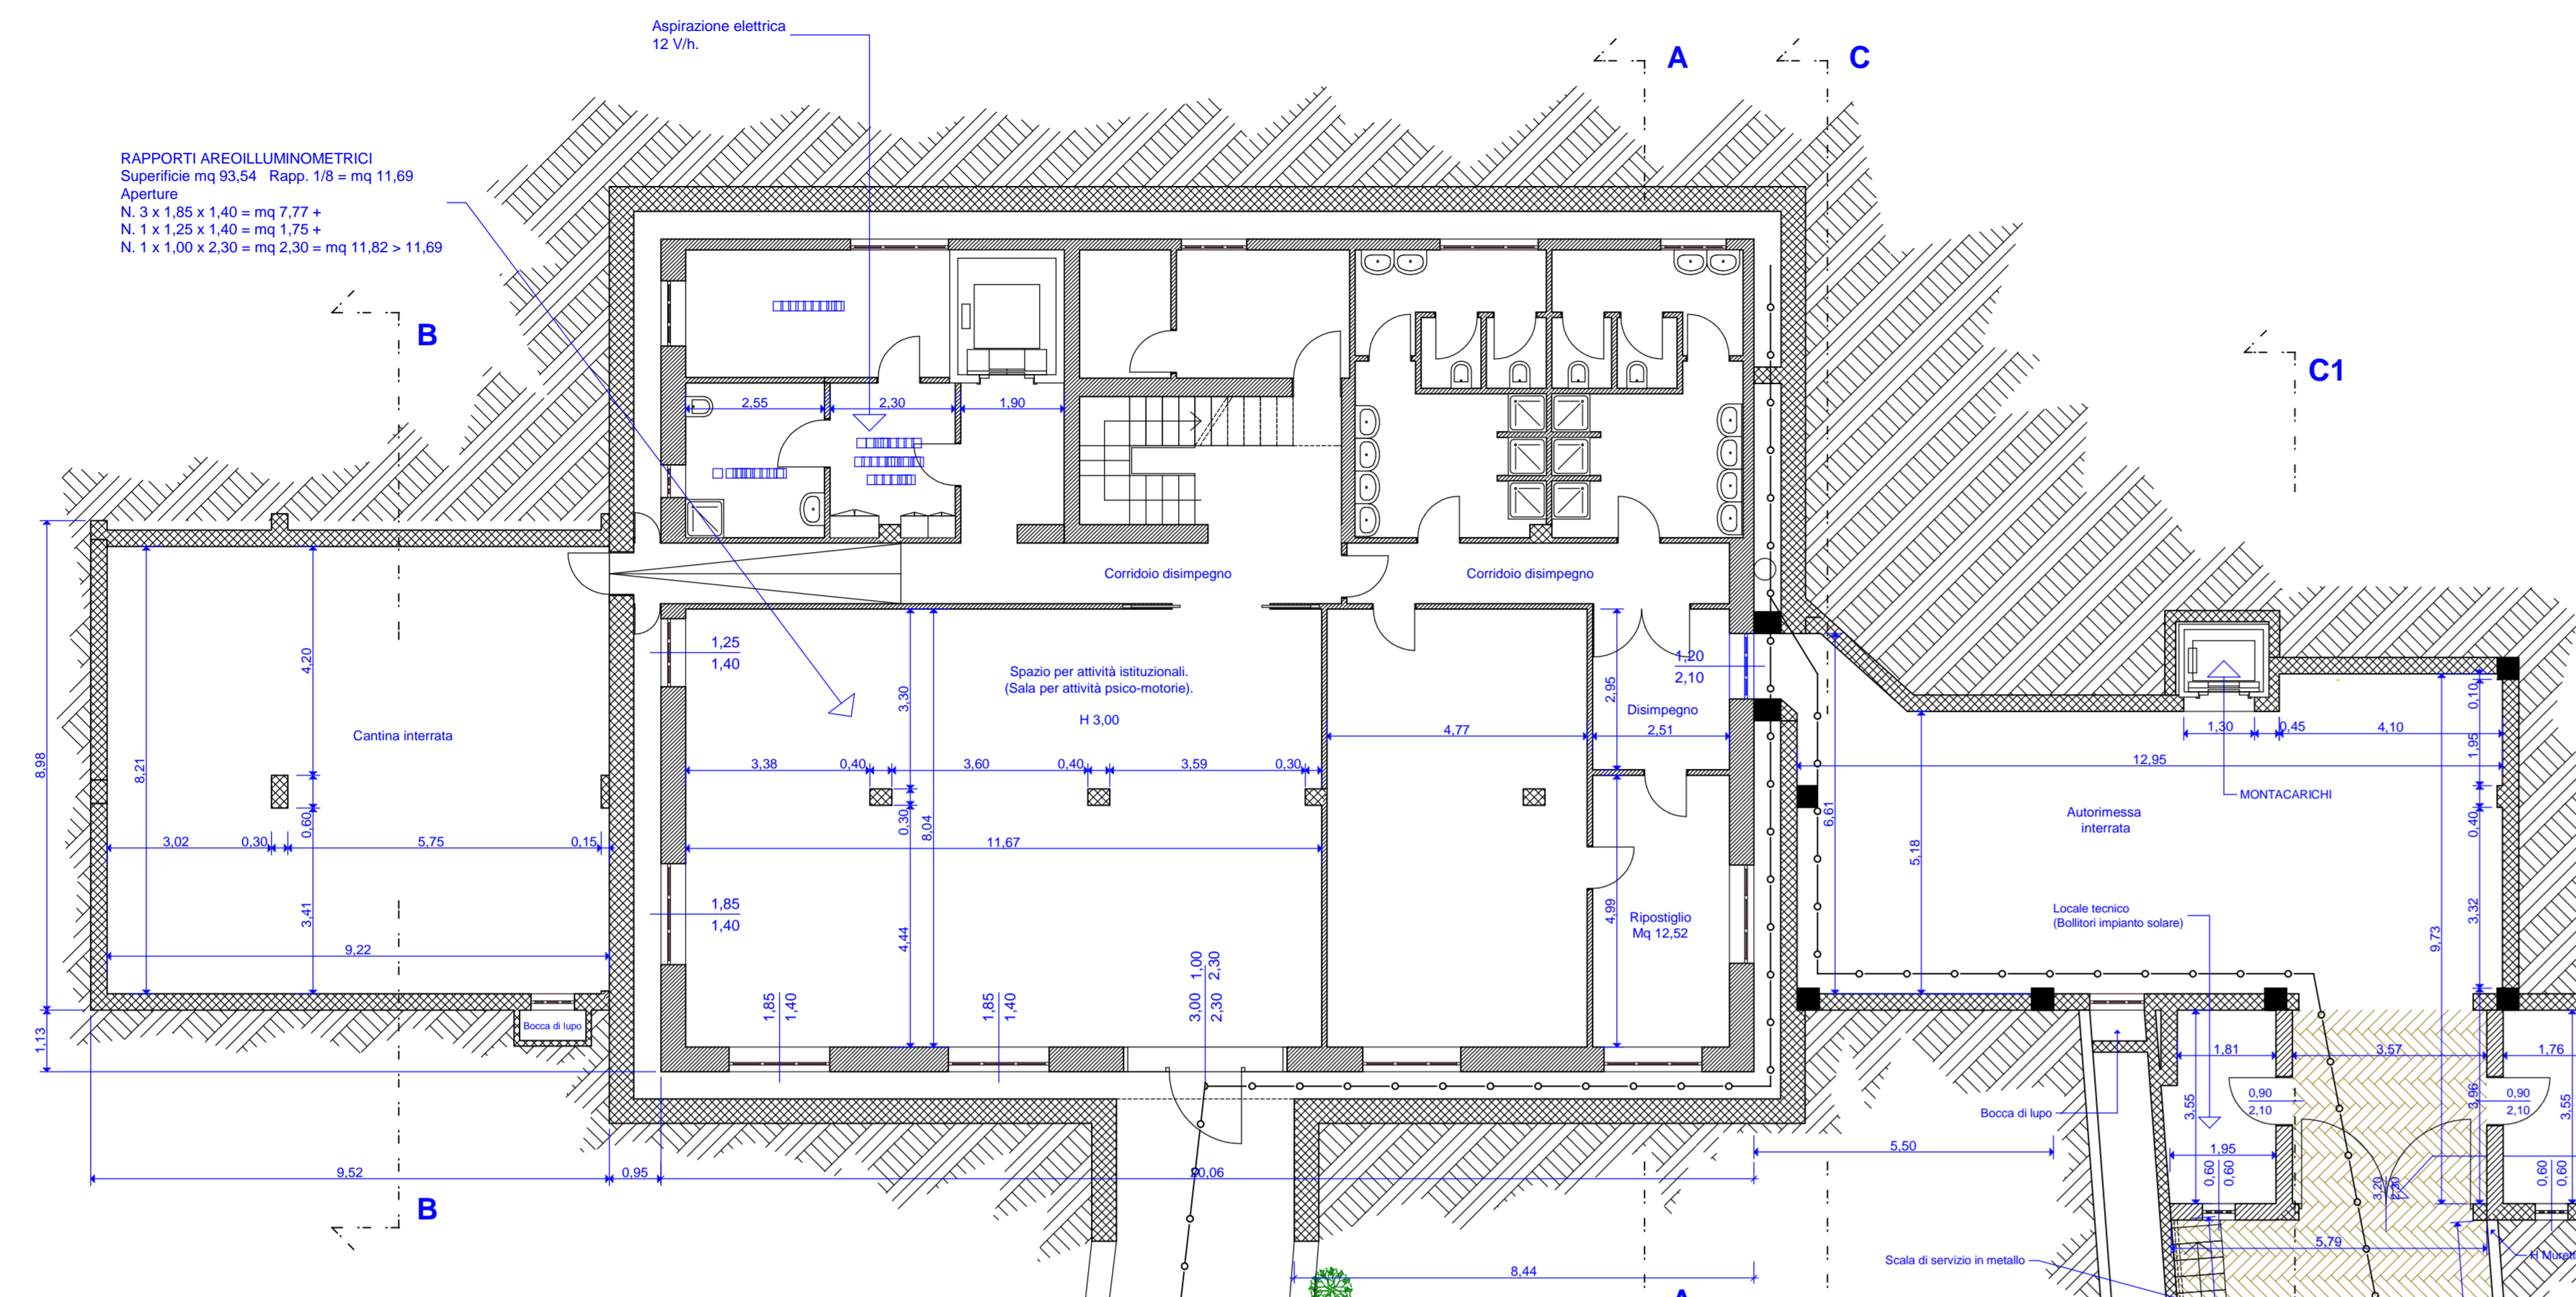 Aspirazione elettrica
12 V/h.
A
C
RAPPORTI AREOILLUMINOMETRICI
Superificie mq 93,54 Rapp. 1/8 = mq 11,69
Aperture
N. 3 x 1,85 x 1,40 = mq 7,77 +
N. 1 x 1,25 x 1,40 = mq 1,75 +
N. 1 x 1,00 x 2,30 = mq 2,30 = mq 11,82 > 11,69
B
C1
2,55
2,30
1,90
Corridoio disimpegno
Corridoio disimpegno
8,98
8,21
4,20
Cantina interrata
0,60
3,02
0,30
5,75
0,15
3,41
9,22
1,13
Bocca di lupo
1,25
1,40
Spazio per attività istituzionali.
(Sala per attività psico-motorie).
H 3,00
3,30
3,38
0,40
3,60
0,40
3,59
0,30
0,30
8,04
11,67
1,85
1,40
4,44
1,85
1,40
1,85
1,40
3,00 1,00
2,30 2,30
4,77
2,95
1,20
2,10
Disimpegno
2,51
4,99
Ripostiglio
Mq 12,52
6,61
5,18
12,95
1,30
0,45
4,10
0,10
1,95
0,40
3,32
9,73
MONTACARICHI
Autorimessa
interrata
Locale tecnico
(Bollitori impianto solare)
1,81
3,57
1,76
0,90
2,10
0,90
2,10
3,55
3,96
3,55
Bocca di lupo
1,95
0,60
0,60
3,20
2,30
0,60
0,60
5,50
9,52
0,95
20,06
B
5,79
H Muret
Scala di servizio in metallo
8,44
A